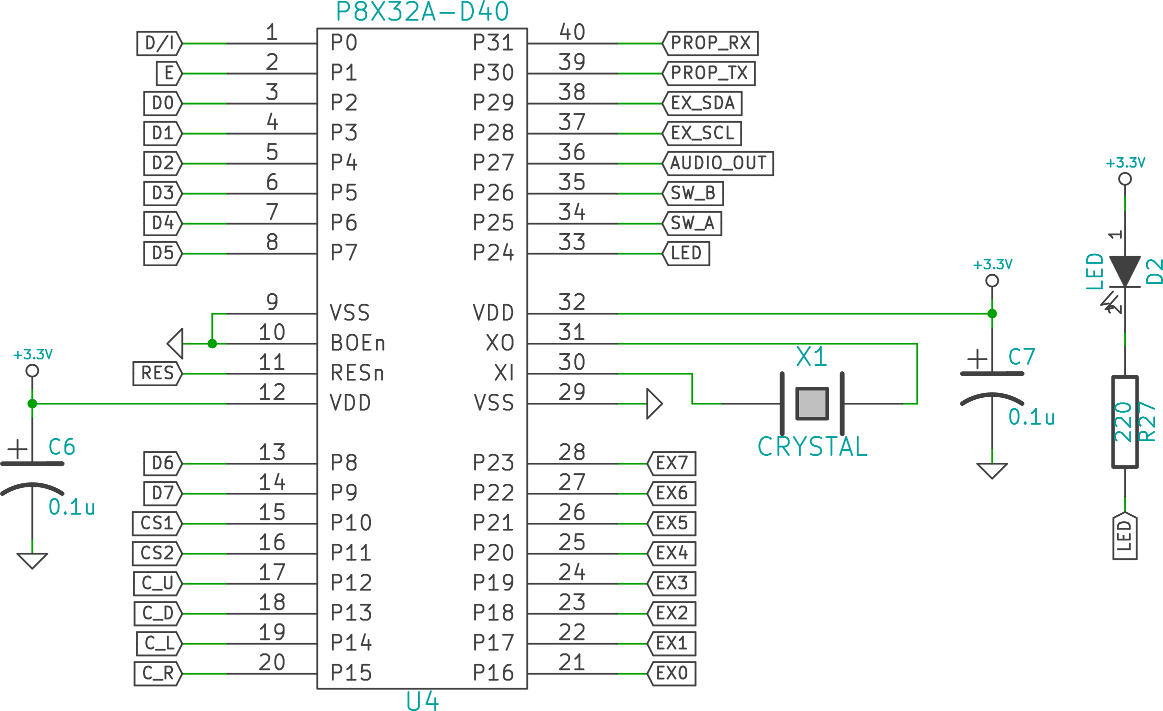 P8X32A-D40
D/I 1 P0 P31 40 PROP_RX
E 2 P1 P30 39 PROP_TX
D0 3 P2 P29 38 EX_SDA
D1 4 P3 P28 37 EX_SCL
D2 5 P4 P27 36 AUDIO_OUT
D3 6 P5 P26 35 SW_B
D4 7 P6 P25 34 SW_A
D5 8 P7 P24 33 LED
9 VSS VDD 32
10 BOEn XO 31
RES 11 RESn XI 30
12 VDD VSS 29
D6 13 P8 P23 28 EX7
D7 14 P9 P22 27 EX6
CS1 15 P10 P21 26 EX5
CS2 16 P11 P20 25 EX4
C_U 17 P12 P19 24 EX3
C_D 18 P13 P18 23 EX2
C_L 19 P14 P17 22 EX1
C_R 20 P15 P16 21 EX0
U4
+3.3V
+ C6
0.1u
X1
CRYSTAL
+3.3V
+ C7
0.1u
+3.3V
1
LED D2
2
220 R27
LED